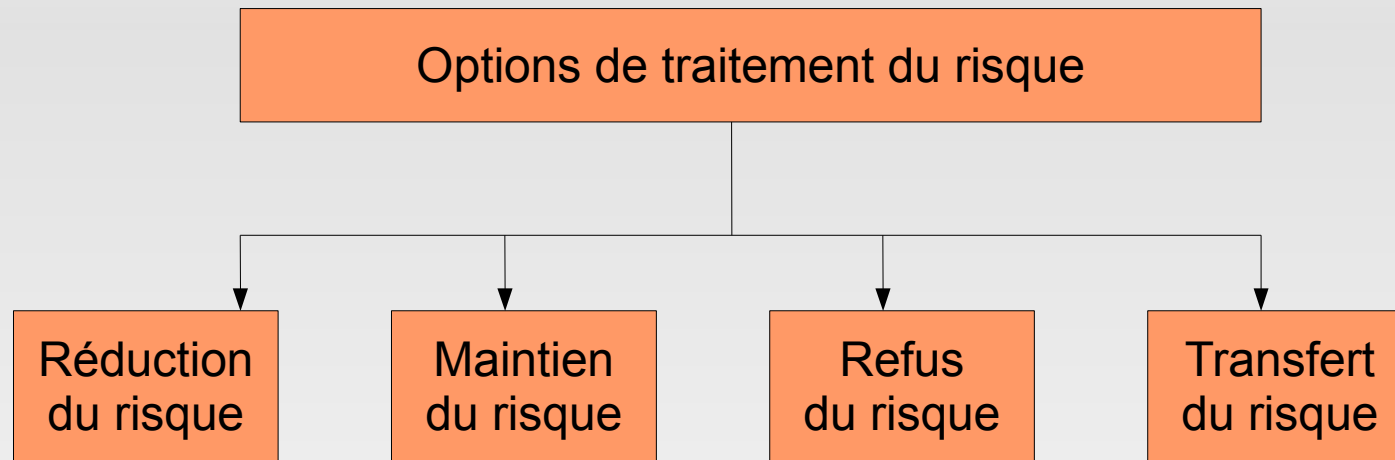 Options de traitement du risque
Réduction
du risque
Maintien
du risque
Refus
du risque
Transfert
du risque